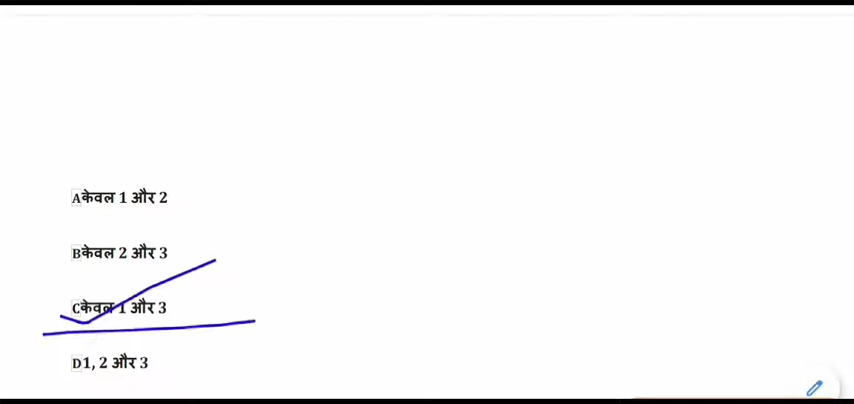 Aकेवल 1 और 2
Bकेवल 2 और 3
Cकेवल 1 और 3
D1, 2 और 3